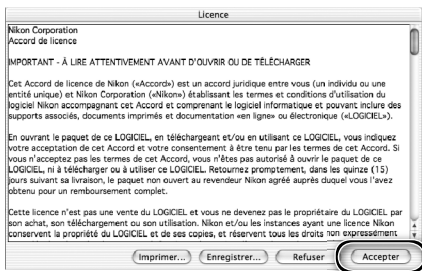 Licence
Nikon Corporation
Accord de licence
IMPORTANT - À LIRE ATTENTIVEMENT AVANT D'OUVRIR OU DE TÉLÉCHARGER
Cet Accord de licence de Nikon («Accord») est un accord juridique entre vous (un individu ou une
entité unique) et Nikon Corporation («Nikon») établissant les termes et conditions d'utilisation du
logiciel Nikon accompagnant cet Accord et comprenant le logiciel informatique et pouvant inclure des
supports associés, documents imprimés et documentation «en ligne» ou électronique («LOGICIEL»).
En ouvrant le paquet de ce LOGICIEL, en téléchargeant et/ou en utilisant ce LOGICIEL, vous indiquez
votre acceptation de cet Accord et votre consentement à être tenu par les termes de cet Accord. Si
vous n'acceptez pas les termes de cet Accord, vous n'êtes pas autorisé à ouvrir le paquet de ce
LOGICIEL, ni à télécharger ou à utiliser ce LOGICIEL. Retournez promptement, dans les quinze (15)
jours suivant sa livraison, le paquet non ouvert au revendeur Nikon agréé auprès duquel vous l'avez
obtenu pour un remboursement complet.
Cette licence n'est pas une vente du LOGICIEL et vous ne devenez pas le propriétaire du LOGICIEL par
son achat, son téléchargement ou son utilisation. Nikon et/ou les instances ayant une licence Nikon
conservent la propriété du LOGICIEL et de ses copies, et réservent tous les droits non expressément
Imprimer... Enregistrer... Refuser Accepter